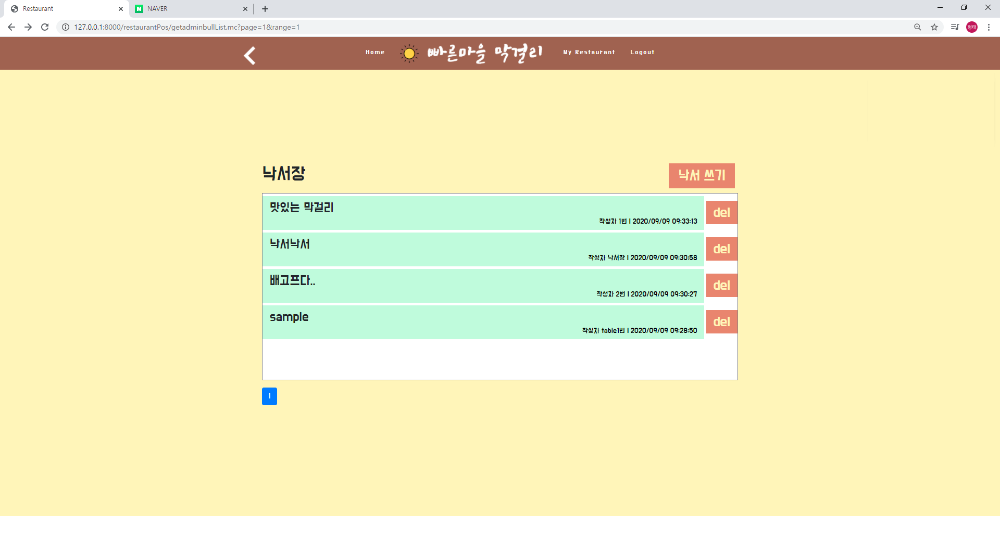 Restaurant
NAVER
127.0.0.1:8000/restaurantPos/getadminbullList.mc?page=1&range=1
형태
Home
빠른마을 막걸리
My Restaurant
Logout
낙서장
낙서 쓰기
맛있는 막걸리
작성자 1번 | 2020/09/09 09:33:13
del
낙서낙서
작성자 낙서장 | 2020/09/09 09:30:58
del
배고프다..
작성자 2번 | 2020/09/09 09:30:27
del
sample
작성자 table1번 | 2020/09/09 09:28:50
del
1